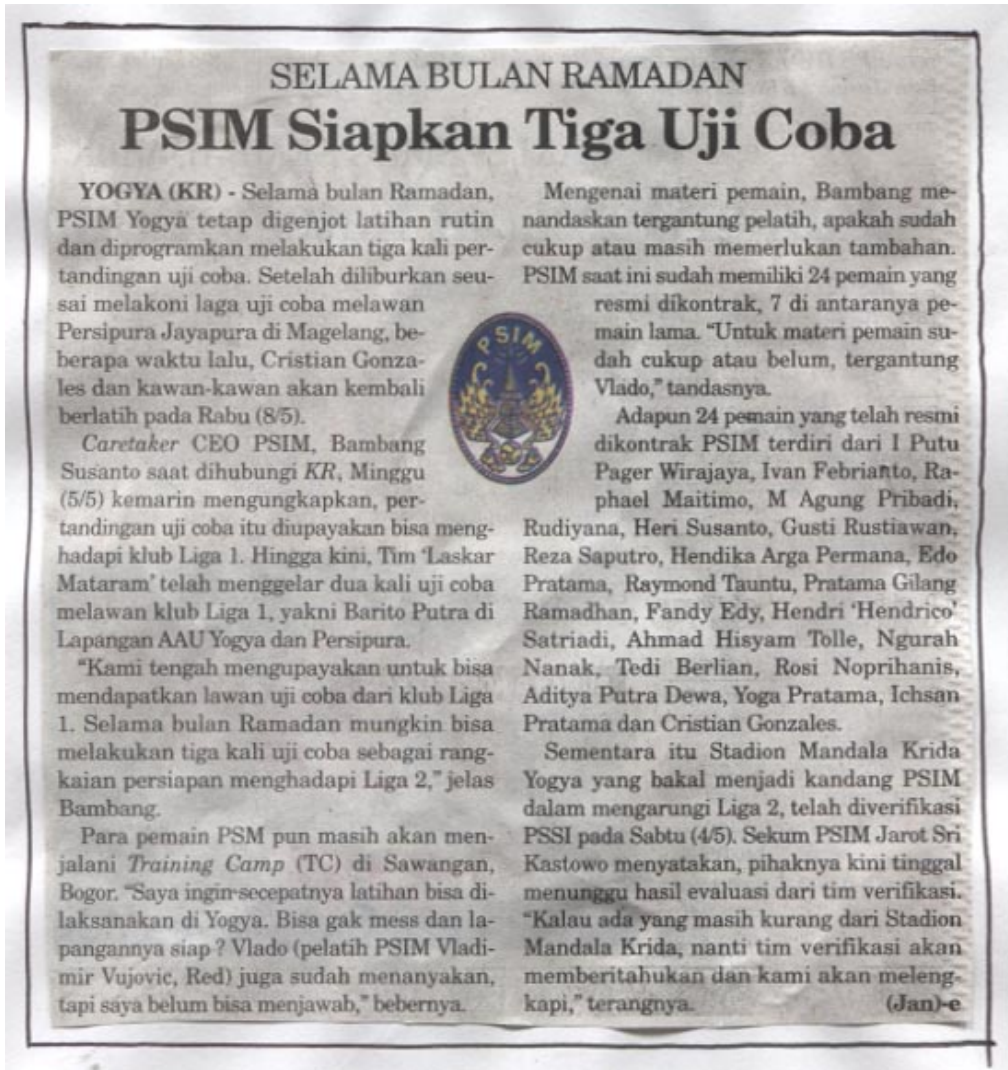 SELAMA BULAN RAMADAN
PSIM Siapkan Tiga Uji Coba
YOGYA (KR) - Selama bulan Ramadan,
PSIM Yogya tetap digenjot latihan rutin
dan diprogramkan melakukan tiga kali per-
tandingan uji coba. Setelah diliburkan seu-
sai melakoni laga uji coba melawan
Persipura Jayapura di Magelang, be-
berapa waktu lalu, Cristian Gonza-
les dan kawan-kawan akan kembali
berlatih pada Rabu (8/5).
Caretaker CEO PSIM, Bambang
Susanto saat dihubungi KR, Minggu
(5/5) kemarin mengungkapkan, per-
tandingan uji coba itu diupayakan bisa meng-
hadapi klub Liga 1. Hingga kini, Tim 'Laskar
Mataram' telah menggelar dua kali uji coba
melawan klub Liga 1, yakni Barito Putra di
Lapangan AAU Yogya dan Persipura.
"Kami tengah mengupayakan untuk bisa
mendapatkan lawan uji coba dari klub Liga
1. Selama bulan Ramadan mungkin bisa
melakukan tiga kali uji coba sebagai rang-
kaian persiapan menghadapi Liga 2," jelas
Bambang.
Para pemain PSM pun masih akan men-
jalani Training Camp (TC) di Sawangan,
Bogor. "Saya ingin secepatnya latihan bisa di-
laksanakan di Yogya. Bisa gak mess dan la-
pangannya siap ? Vlado (pelatih PSIM Vladi-
mir Vujovic, Red) juga sudah menanyakan,
tapi saya belum bisa menjawab," bebernya.
Mengenai materi pemain, Bambang me-
nandaskan tergantung pelatih, apakah sudah
cukup atau masih memerlukan tambahan.
PSIM saat ini sudah memiliki 24 pemain yang
resmi dikontrak, 7 di antaranya pe-
main lama. "Untuk materi pemain su-
dah cukup atau belum, tergantung
Vlado," tandasnya.
Adapun 24 pemain yang telah resmi
dikontrak PSIM terdiri dari I Putu
Pager Wirajaya, Ivan Febrianto, Ra-
phael Maitimo, M Agung Pribadi,
Rudiyana, Heri Susanto, Gusti Rustiawan,
Reza Saputro, Hendika Arga Permana, Edo
Pratama, Raymond Tauntu, Pratama Gilang
Ramadhan, Fandy Edy, Hendri 'Hendrico'
Satriadi, Ahmad Hisyam Tolle, Ngurah
Nanak, Tedi Berlian, Rosi Noprihanis,
Aditya Putra Dewa, Yoga Pratama, Ichsan
Pratama dan Cristian Gonzales.
Sementara itu Stadion Mandala Krida
Yogya yang bakal menjadi kandang PSIM
dalam mengarungi Liga 2, telah diverifikasi
PSSI pada Sabtu (4/5). Sekum PSIM Jarot Sri
Kastowo menyatakan, pihaknya kini tinggal
menunggu hasil evaluasi dari tim verifikasi.
"Kalau ada yang masih kurang dari Stadion
Mandala Krida, nanti tim verifikasi akan
memberitahukan dan kami akan meleng-
kapi," terangnya. (Jan)-e
PSIM